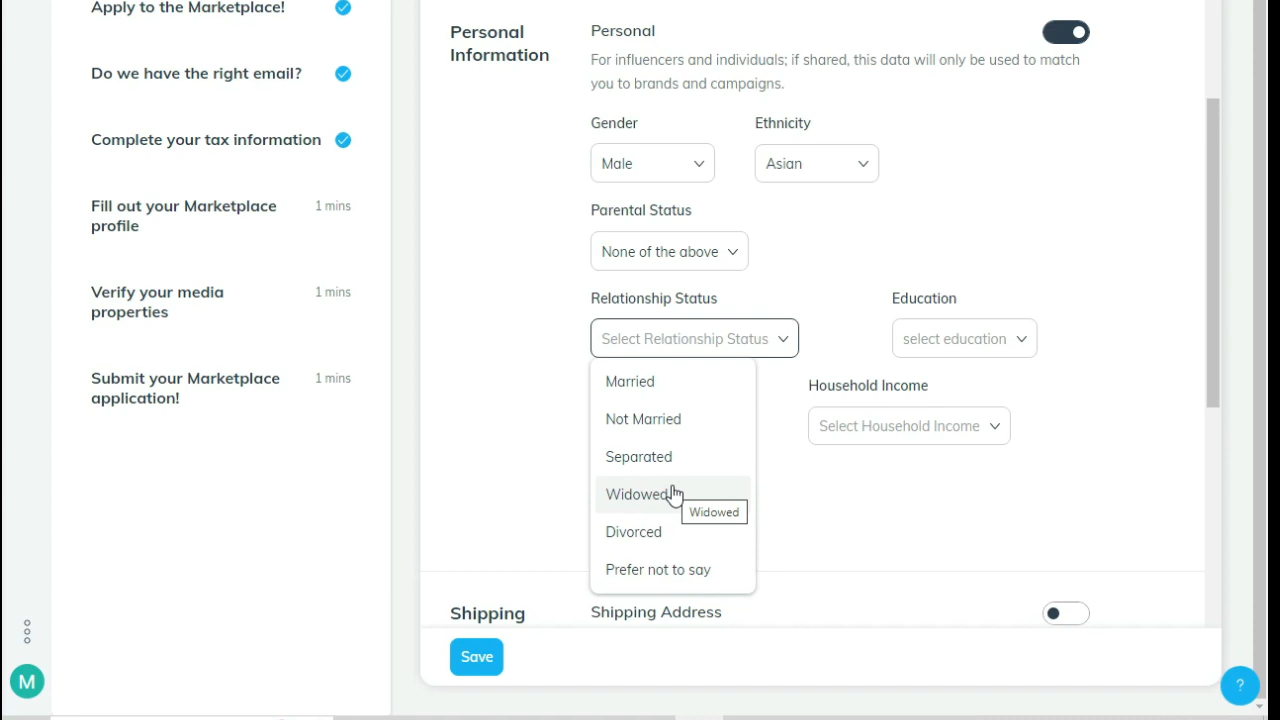 Apply to the Marketplace!
Do we have the right email?
Complete your tax information
Fill out your Marketplace 1 mins
profile
Verify your media 1 mins
properties
Submit your Marketplace 1 mins
application!
M
Personal
Information
Personal
For influencers and individuals; if shared, this data will only be used to match
you to brands and campaigns.
Gender Ethnicity
Male Asian
Parental Status
None of the above
Relationship Status Education
Select Relationship Status select education
Married
Not Married
Separated
Widowed
Widowed
Divorced
Prefer not to say
Household Income
Select Household Income
Shipping
Shipping Address
Save
?